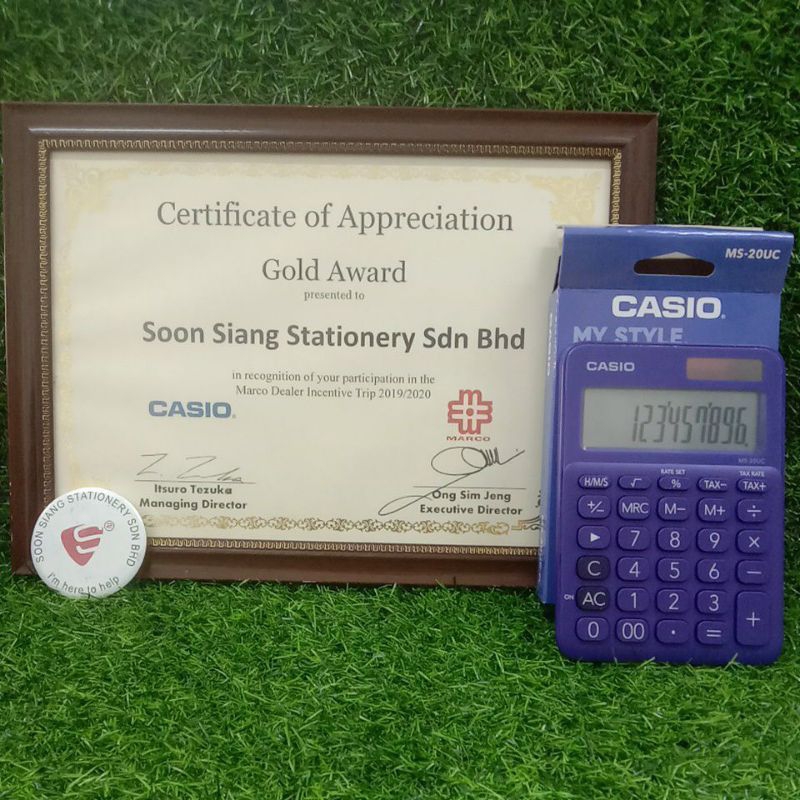 Certificate of Appreciation
Gold Award
presented to
Soon Siang Stationery Sdn Bhd
in recognition of your participation in the
Marco Dealer Incentive Trip 2019/2020
CASIO.
MARCO
Itsuro Tezuka
Managing Director
Ong Sim Jeng
Executive Director
SOON SIANG STATIONERY SDN BHD
I'm here to help
MS-20UC
CASIO.
MY STYLE
CASIO
MS-20UC
RATE SET
TAX RATE
H/M/S √ % TAX− TAX+
+/− MRC M− M+ ÷
▶ 7 8 9 ×
C 4 5 6 −
ON AC 1 2 3 +
0 00 · =